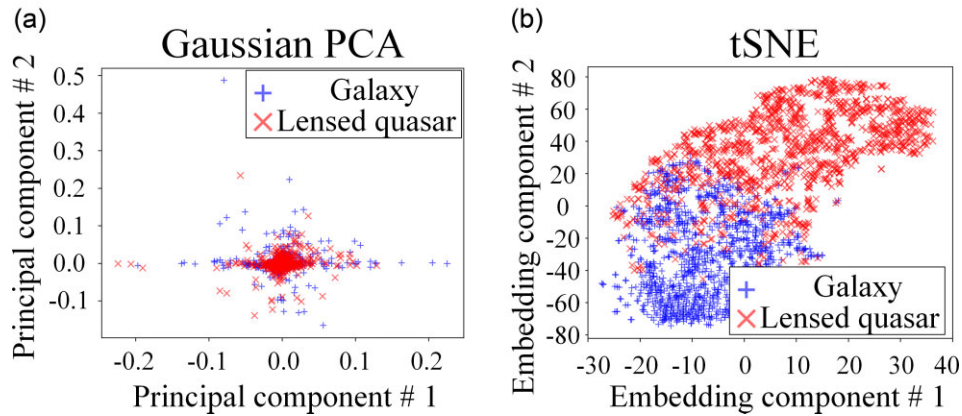 (a)
Gaussian PCA
Principal component # 2
0.5
0.4
0.3
0.2
0.1
0.0
-0.1
Galaxy
Lensed quasar
-0.2 -0.1 0.0 0.1 0.2
Principal component # 1
(b)
tSNE
Embedding component # 2
80
60
40
20
0
-20
-40
-60
-80
Galaxy
Lensed quasar
-30 -20 -10 0 10 20 30 40
Embedding component # 1